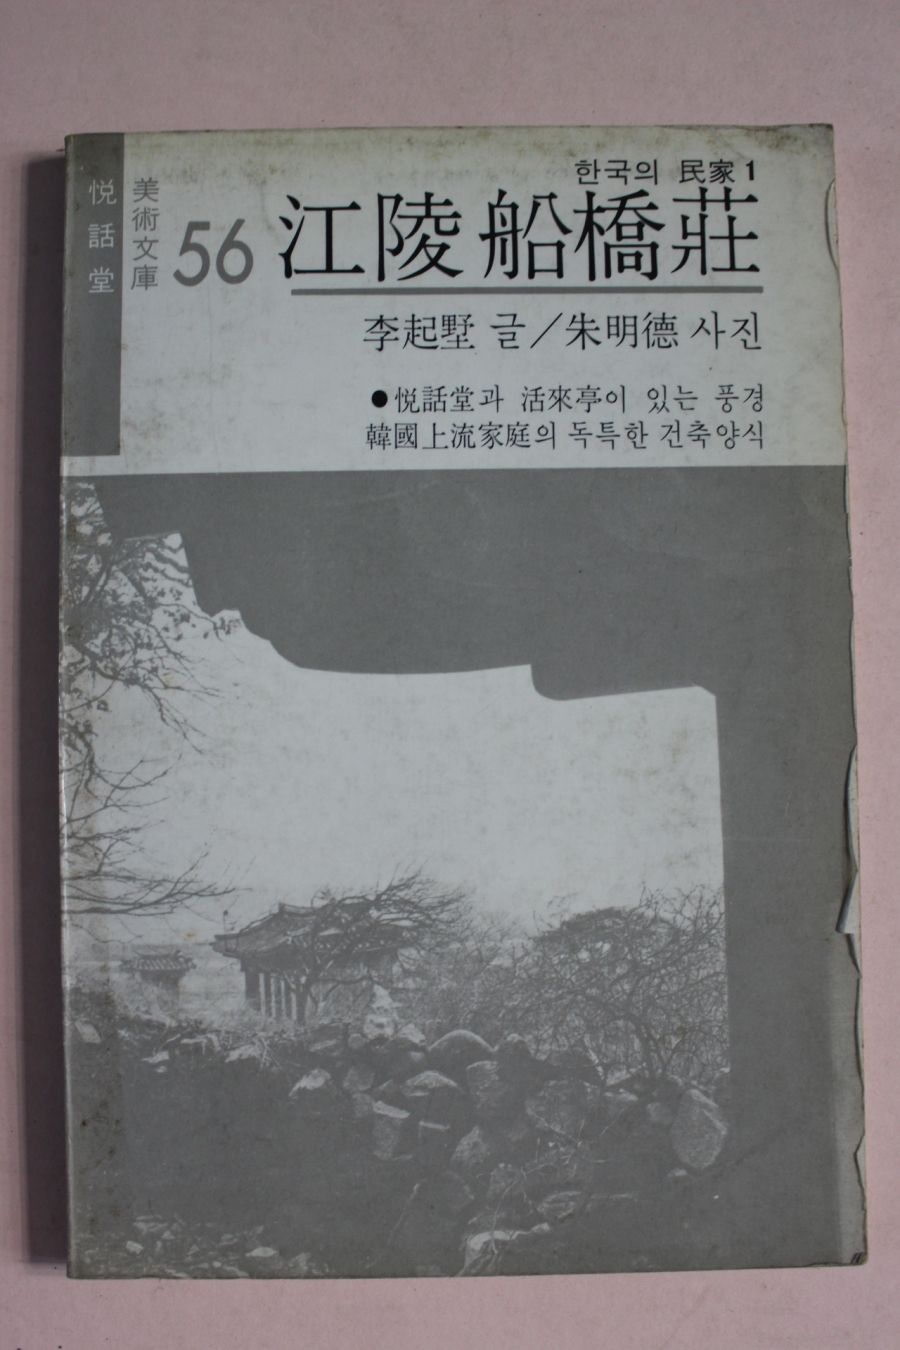 悅話堂
美術文庫
56
한국의 民家 1
江陵 船橋莊
李起墅 글/朱明德 사진
●悅話堂과 活來亭이 있는 풍경
韓國上流家庭의 독특한 건축양식